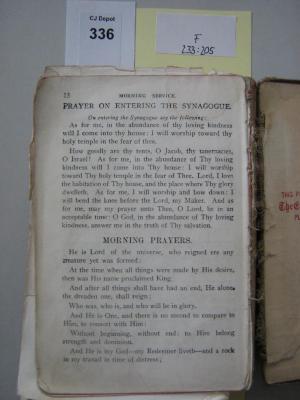 CJ Depot
336
F
233:205
12 MORNING SERVICE.
PRAYER ON ENTERING THE SYNAGOGUE.
On entering the Synagogue say the following:
As for me, in the abundance of thy loving kindness
will I come into thy house: I will worship toward thy
holy temple in the fear of thee.
How goodly are thy tents, O Jacob, thy tabernacles,
O Israel! As for me, in the abundance of Thy loving
kindness will I come into Thy house: I will worship
toward Thy holy temple in the fear of Thee. Lord, I love
the habitation of Thy house, and the place where Thy glory
dwelleth. As for me, I will worship and bow down: I
will bend the knee before the Lord, my Maker. And as
for me, may my prayer unto Thee, O Lord, be in an
acceptable time: O God, in the abundance of Thy loving
kindness, answer me in the truth of Thy salvation.
MORNING PRAYERS.
He is Lord of the universe, who reigned ere any
creature yet was formed:
At the time when all things were made by His desire,
then was His name proclaimed King:
And after all things shall have had an end, He alone,
the dreaded one, shall reign;
Who was, who is, and who will be in glory.
And He is One, and there is no second to compare to
Him, to consort with Him:
Without beginning, without end: to Him belong
strength and dominion.
And He is my God—my Redeemer liveth—and a rock
in my travail in time of distress;
THIS